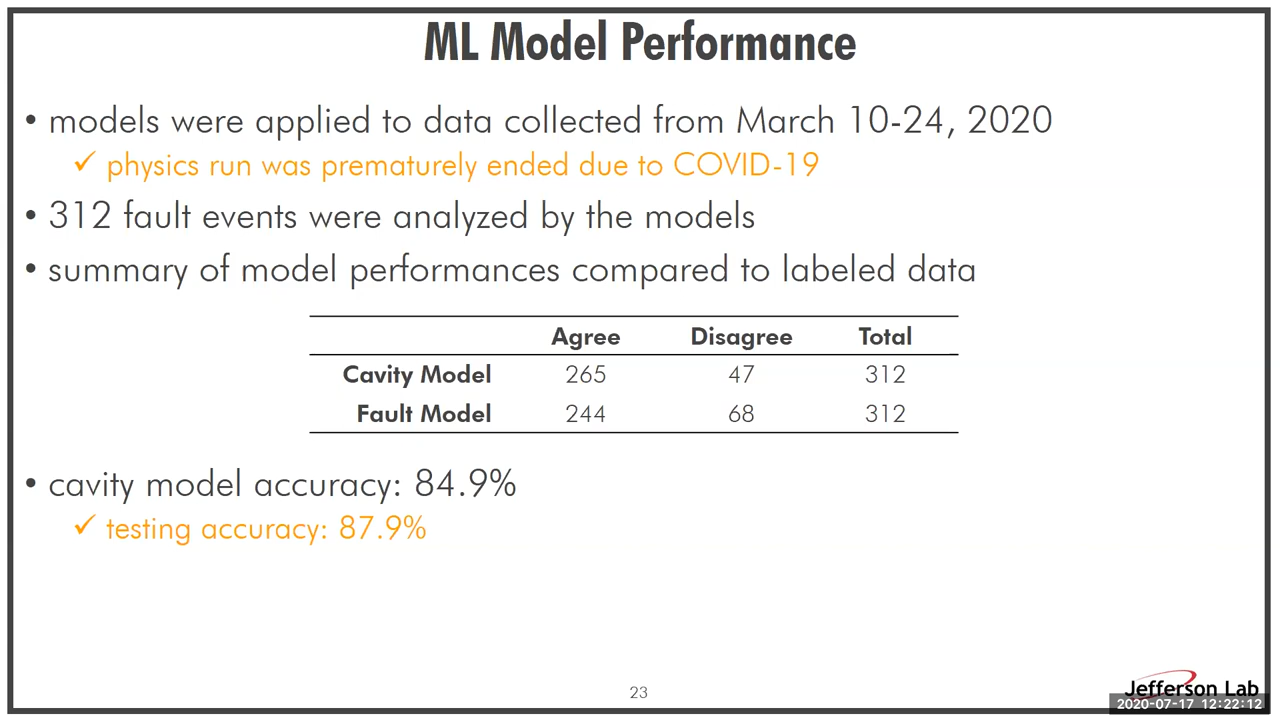 ML Model Performance
• models were applied to data collected from March 10-24, 2020
✓ physics run was prematurely ended due to COVID-19
• 312 fault events were analyzed by the models
• summary of model performances compared to labeled data
Agree Disagree Total
Cavity Model 265 47 312
Fault Model 244 68 312
• cavity model accuracy: 84.9%
✓ testing accuracy: 87.9%
23
Jefferson Lab
2020-07-17 12:22:12